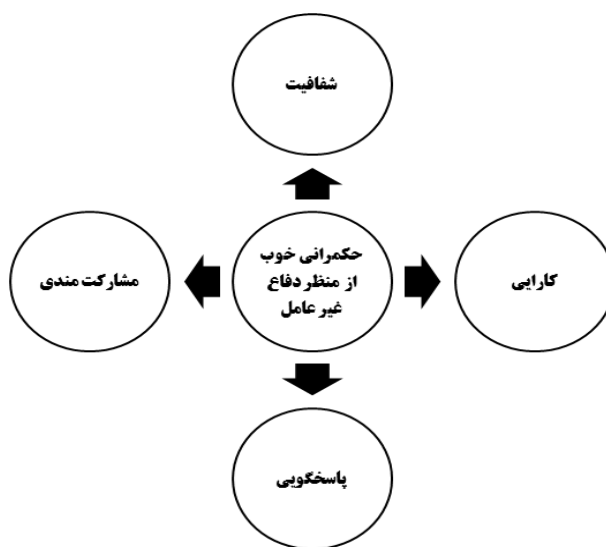 شفافیت
حکمرانی خوب
از منظر دفاع
غیر عامل
کارایی
مشارکت مندی
پاسخگویی